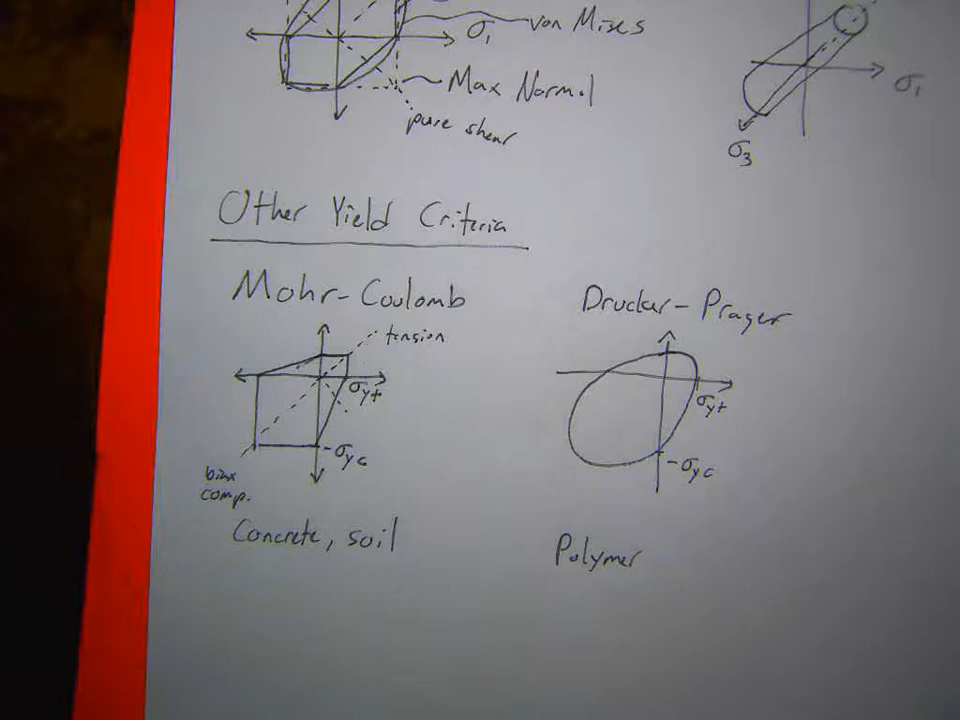 von Mises
σ₁
Max Normal
pure shear
σ₁
σ₃
Other Yield Criteria
Mohr-Coulomb
Drucker-Prager
tension
σyt
-σyc
biax
comp.
σyt
-σyc
Concrete, soil
Polymer